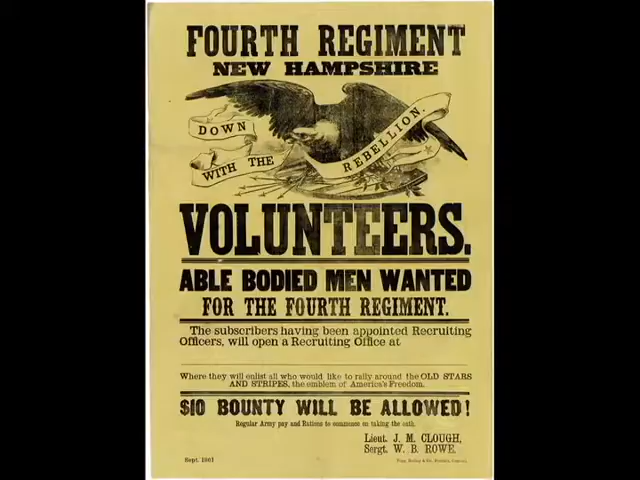 FOURTH REGIMENT
NEW HAMPSHIRE
DOWN
WITH THE
REBELLION.
VOLUNTEERS.
ABLE BODIED MEN WANTED
FOR THE FOURTH REGIMENT.
The subscribers having been appointed Recruiting
Officers, will open a Recruiting Office at
Where they will enlist all who would like to rally around the OLD STARS
AND STRIPES, the emblem of America's Freedom.
$10 BOUNTY WILL BE ALLOWED!
Regular Army pay and Rations to commence on taking the oath.
Lieut. J. M. CLOUGH,
Sergt. W. B. ROWE.
Sept. 1861